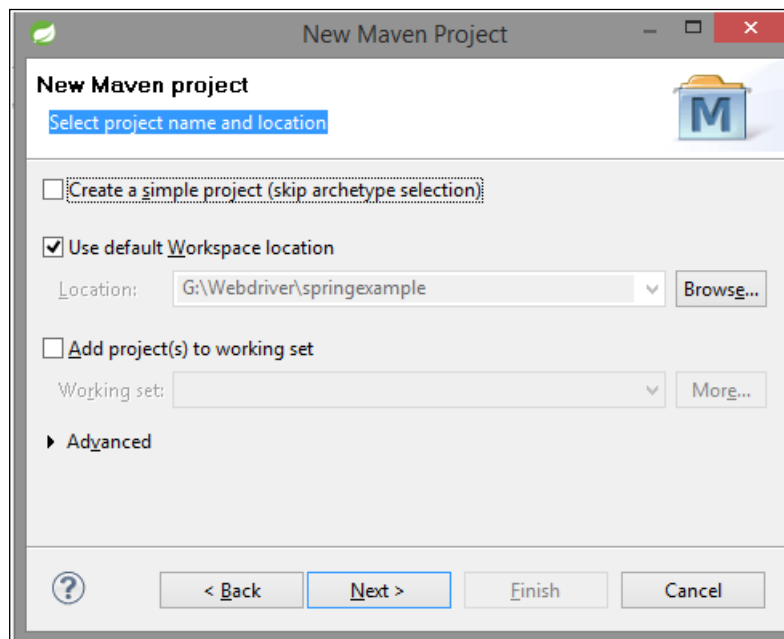 New Maven Project
New Maven project
Select project name and location
M
Create a simple project (skip archetype selection)
Use default Workspace location
Location: G:\Webdriver\springexample Browse...
Add project(s) to working set
Working set: More...
Advanced
? < Back Next > Finish Cancel